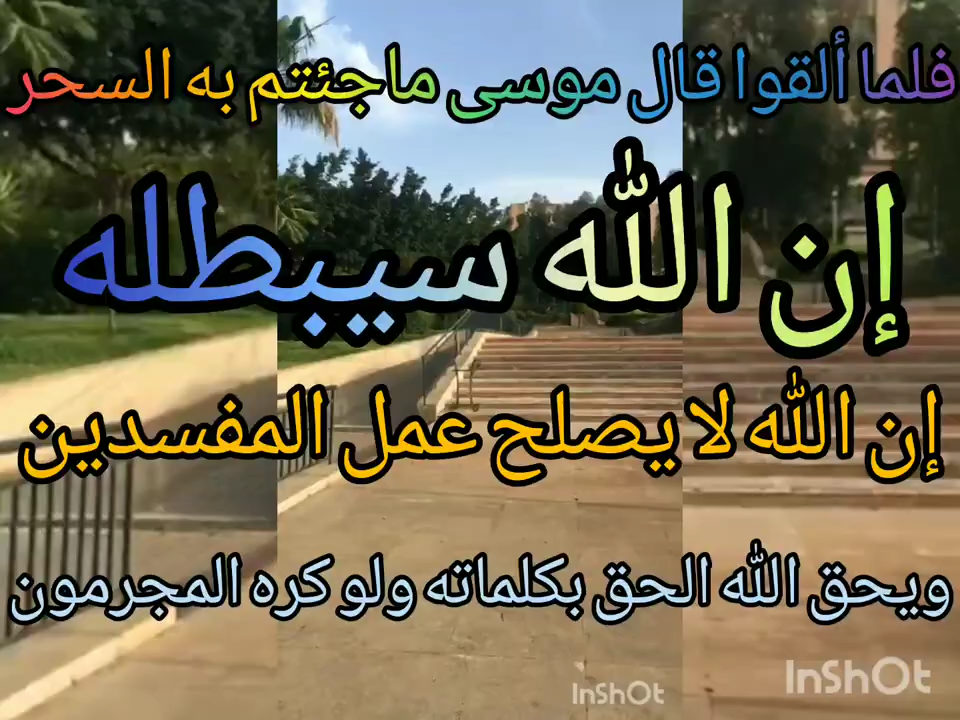 فلما ألقوا قال موسى ماجئتم به السحر
إن الله سيبطله
إن الله لا يصلح عمل المفسدين
ويحق الله الحق بكلماته ولو كره المجرمون
InShOt
InShOt